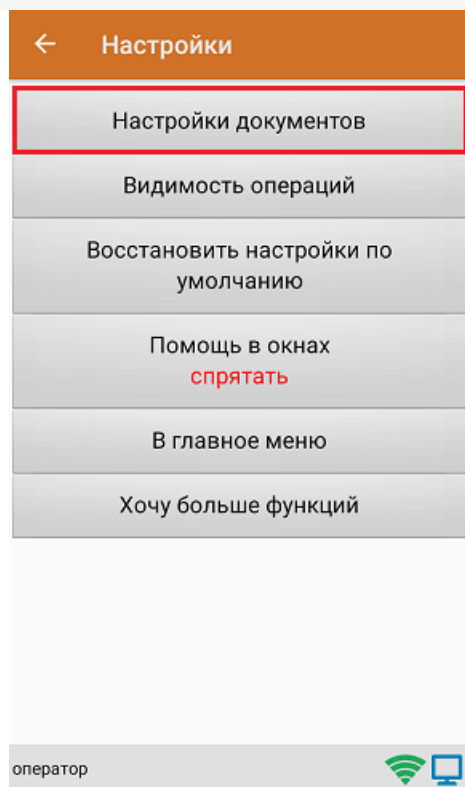 Настройки
Настройки документов
Видимость операций
Восстановить настройки по
умолчанию
Помощь в окнах
спрятать
В главное меню
Хочу больше функций
оператор